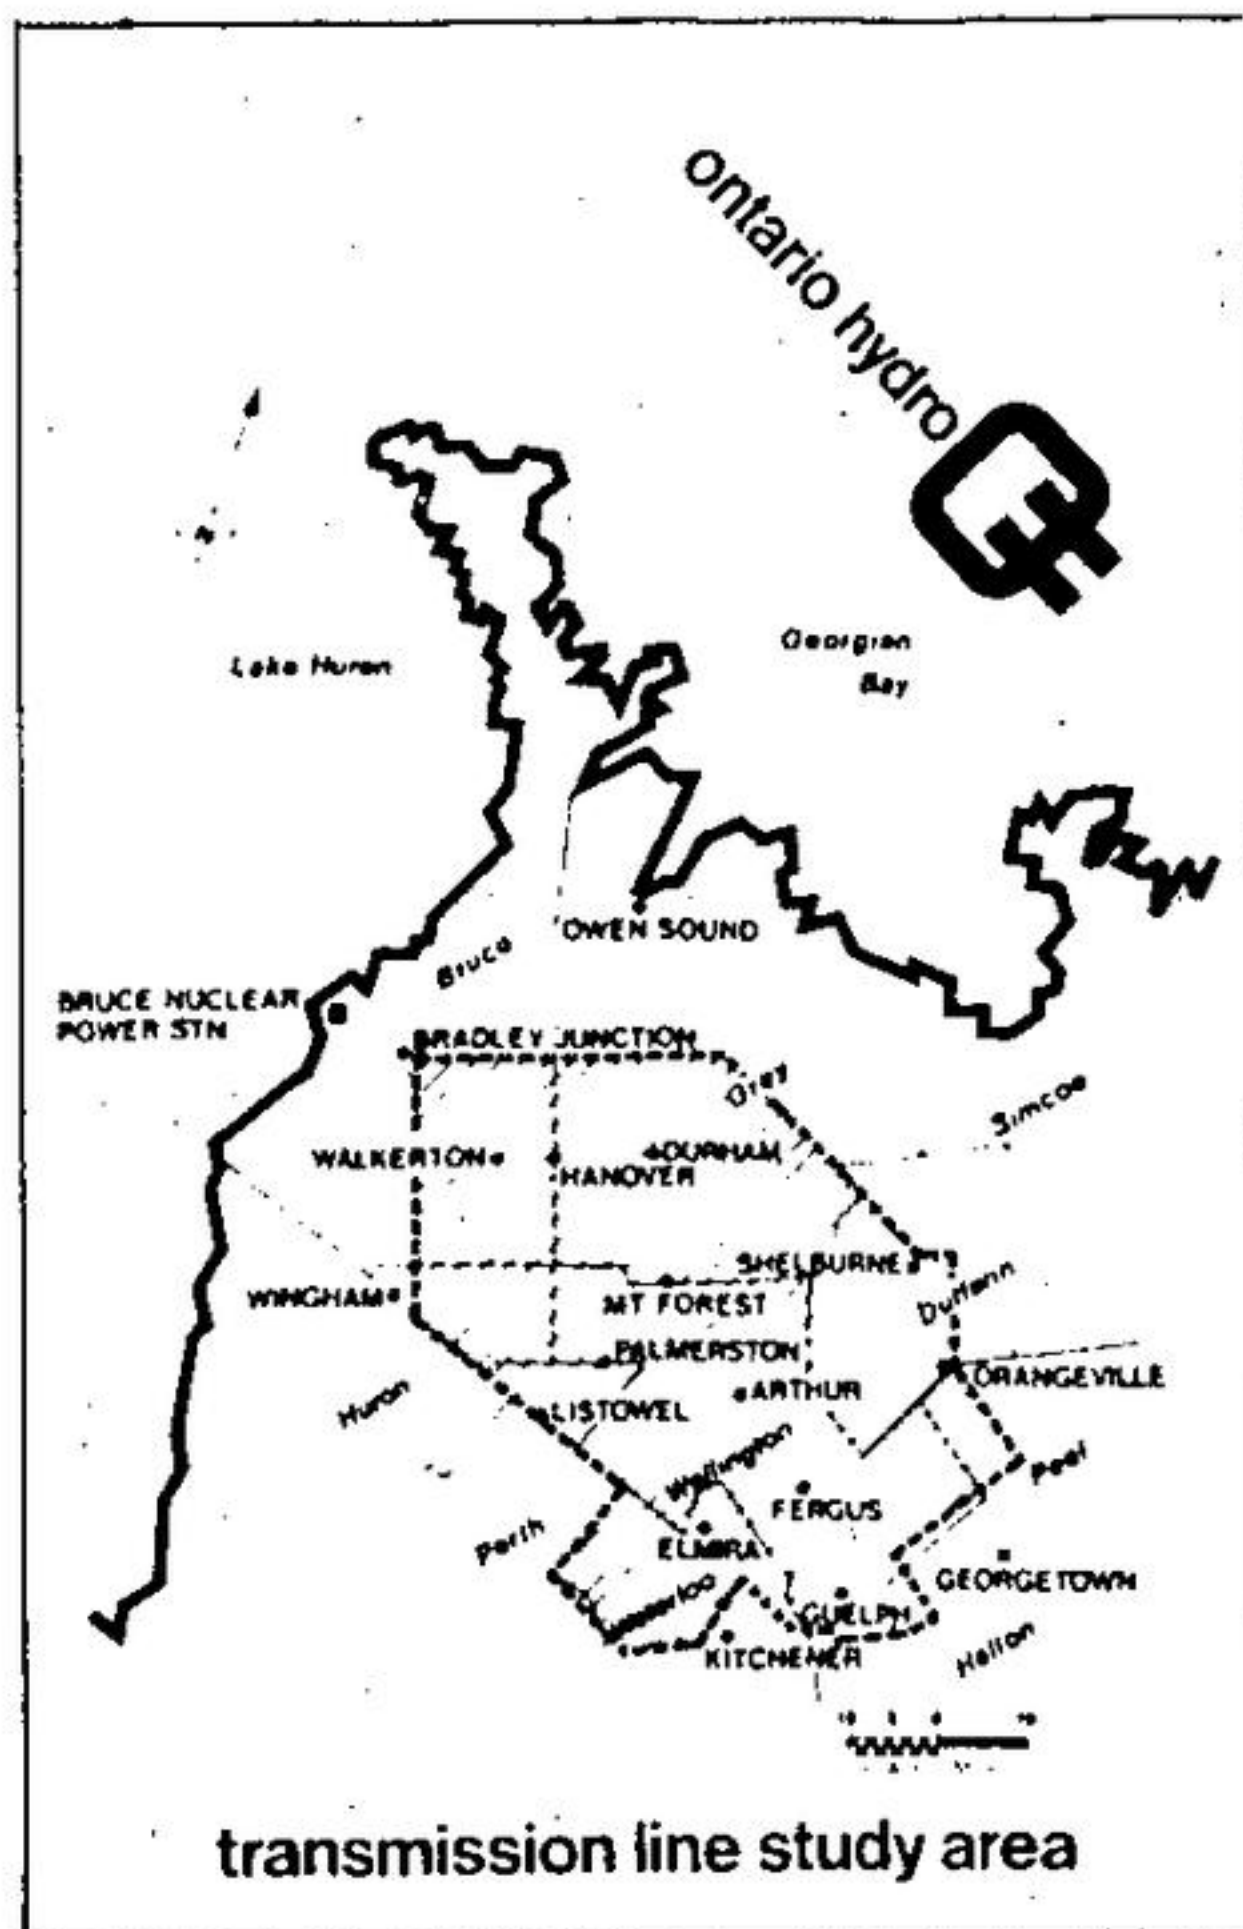 ontario hydro
Lake Huron
Georgian
Bay
OWEN SOUND
Bruce
BRUCE NUCLEAR
POWER STN
BRADLEY JUNCTION
Grey
Simcoe
WALKERTON
DURHAM
HANOVER
SHELBURNE
WINGHAM
MT FOREST
Dufferin
PALMERSTON
ORANGEVILLE
ARTHUR
Huron
LISTOWEL
Wellington
Peel
FERGUS
Perth
ELMIRA
GEORGETOWN
Waterloo
GUELPH
KITCHENER
Halton
transmission line study area